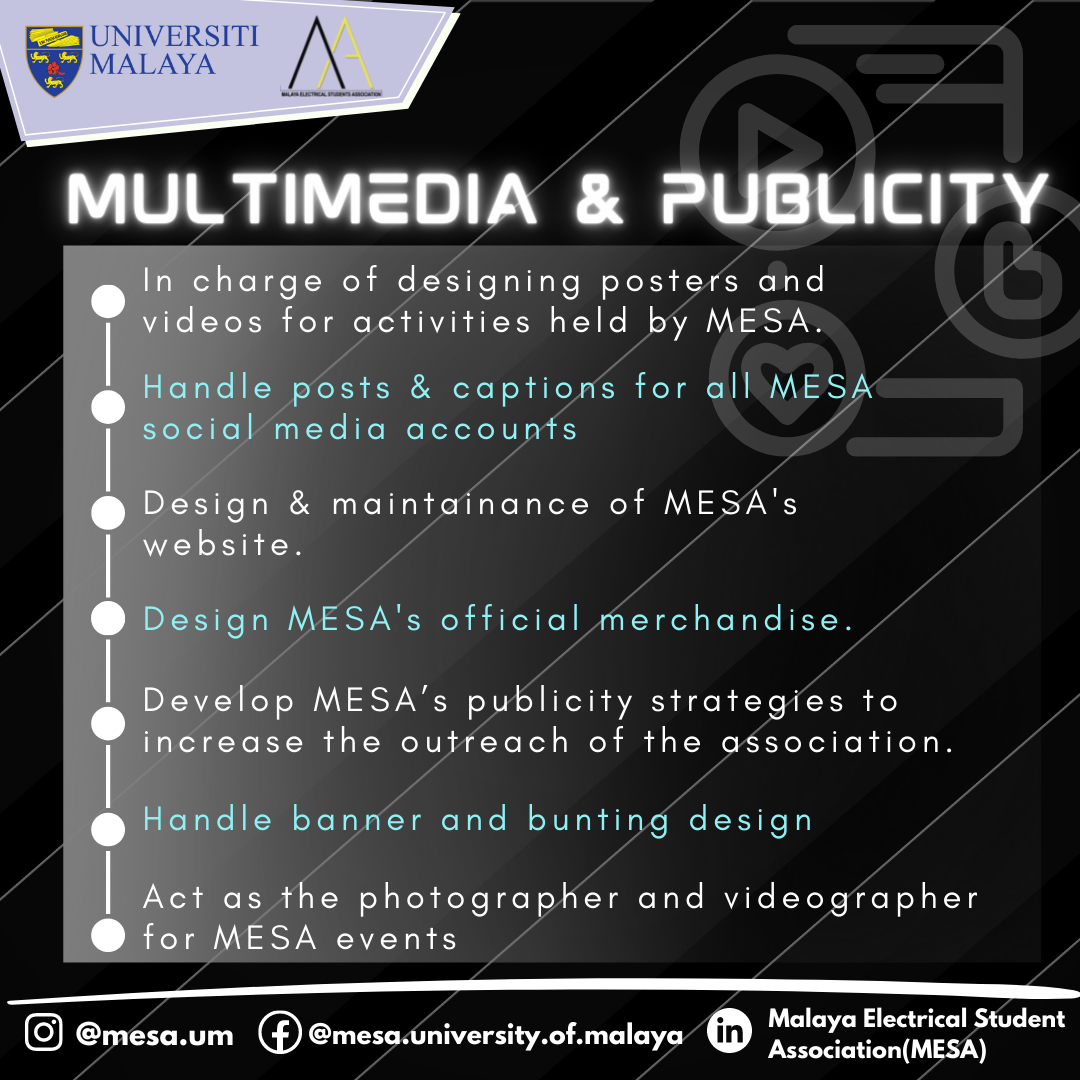 UNIVERSITI
MALAYA
MALAYA ELECTRICAL STUDENTS ASSOCIATION
MULTIMEDIA & PUBLICITY
In charge of designing posters and
videos for activities held by MESA.
Handle posts & captions for all MESA
social media accounts
Design & maintainance of MESA's
website.
Design MESA's official merchandise.
Develop MESA’s publicity strategies to
increase the outreach of the association.
Handle banner and bunting design
Act as the photographer and videographer
for MESA events
@mesa.um
@mesa.university.of.malaya
in
Malaya Electrical Student
Association(MESA)